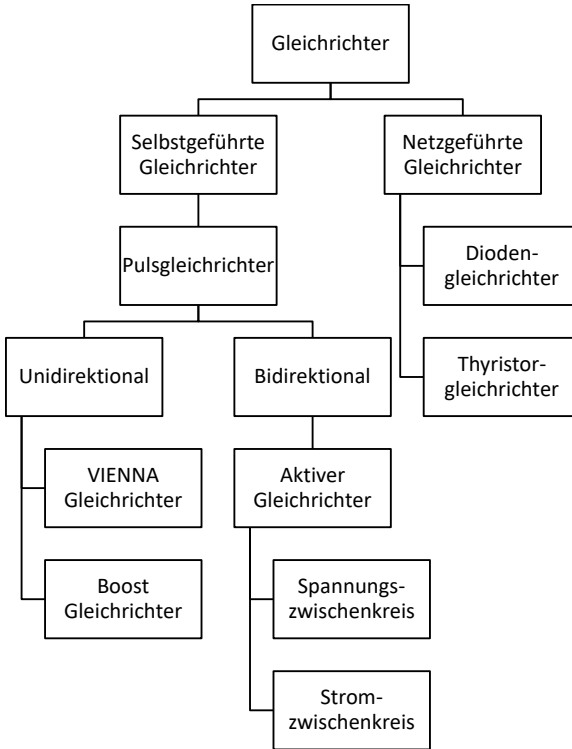 Gleichrichter
Selbstgeführte
Gleichrichter
Netzgeführte
Gleichrichter
Pulsgleichrichter
Dioden-
gleichrichter
Thyristor-
gleichrichter
Unidirektional
Bidirektional
VIENNA
Gleichrichter
Aktiver
Gleichrichter
Boost
Gleichrichter
Spannungs-
zwischenkreis
Strom-
zwischenkreis